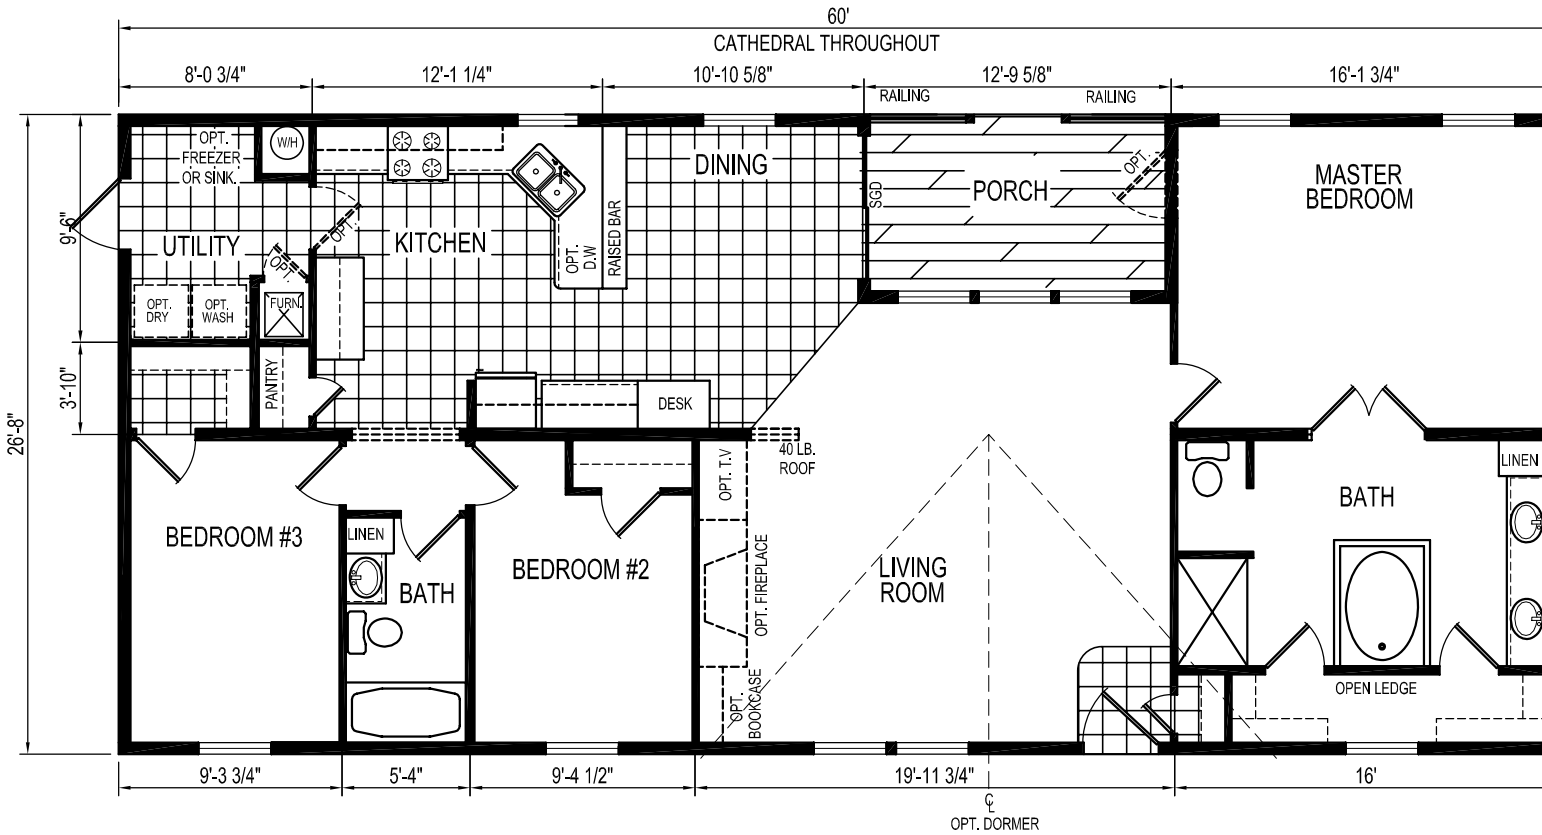 60'
CATHEDRAL THROUGHOUT
8'-0 3/4"
12'-1 1/4"
10'-10 5/8"
12'-9 5/8"
16'-1 3/4"
RAILING
RAILING
OPT.
FREEZER
OR SINK.
W/H
DINING
OPT.
MASTER
BEDROOM
PORCH
SGD
9'-6"
UTILITY
OPT.
KITCHEN
OPT.
D.W
RAISED BAR
OPT.
OPT.
DRY
OPT.
WASH
FURN.
3'-10"
PANTRY
DESK
26'-8"
40 LB.
ROOF
OPT. T.V
LINEN
BATH
BEDROOM #3
LINEN
BATH
BEDROOM #2
OPT. FIREPLACE
LIVING
ROOM
OPT.
BOOKCASE
OPEN LEDGE
9'-3 3/4"
5'-4"
9'-4 1/2"
19'-11 3/4"
16'
CL
OPT. DORMER